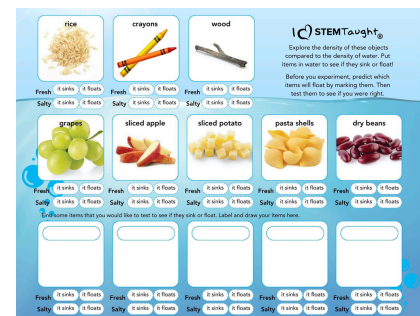 rice
crayons
wood
I STEMTaught®
Explore the density of these objects
compared to the density of water. Put
items in water to see if they sink or float!
Before you experiment, predict which
items will float by marking them. Then
test them to see if you were right.
Fresh it sinks it floats Fresh it sinks it floats Fresh it sinks it floats
Salty it sinks it floats Salty it sinks it floats Salty it sinks it floats
grapes
sliced apple
sliced potato
pasta shells
dry beans
Fresh it sinks it floats Fresh it sinks it floats Fresh it sinks it floats Fresh it sinks it floats Fresh it sinks it floats
Salty it sinks it floats Salty it sinks it floats Salty it sinks it floats Salty it sinks it floats Salty it sinks it floats
Find some items that you would like to test to see if they sink or float. Label and draw your items here.
Fresh it sinks it floats Fresh it sinks it floats Fresh it sinks it floats Fresh it sinks it floats Fresh it sinks it floats
Salty it sinks it floats Salty it sinks it floats Salty it sinks it floats Salty it sinks it floats Salty it sinks it floats